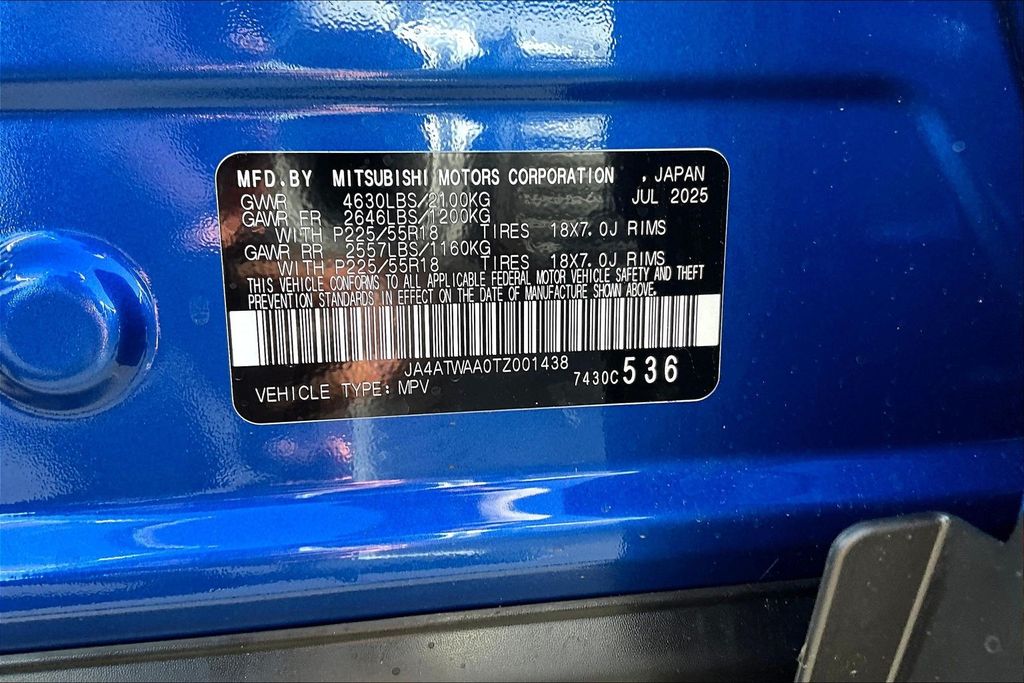 MFD.BY MITSUBISHI MOTORS CORPORATION , JAPAN
GVWR 4630LBS/2100KG JUL 2025
GAWR FR 2646LBS/1200KG
WITH P225/55R18 TIRES 18X7.0J RIMS
GAWR RR 2557LBS/1160KG
WITH P225/55R18 TIRES 18X7.0J RIMS
THIS VEHICLE CONFORMS TO ALL APPLICABLE FEDERAL MOTOR VEHICLE SAFETY AND THEFT
PREVENTION STANDARDS IN EFFECT ON THE DATE OF MANUFACTURE SHOWN ABOVE.
JA4ATWAA0TZ001438
VEHICLE TYPE: MPV 7430C536